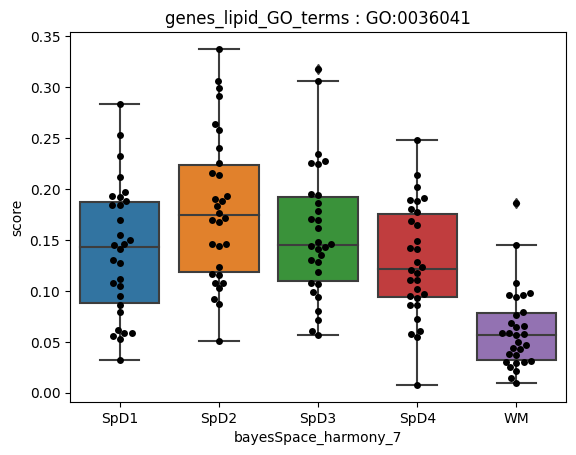 genes_lipid_GO_terms : GO:0036041
0.35
0.30
0.25
0.20
0.15
0.10
0.05
0.00
score
SpD1 SpD2 SpD3 SpD4 WM
bayesSpace_harmony_7